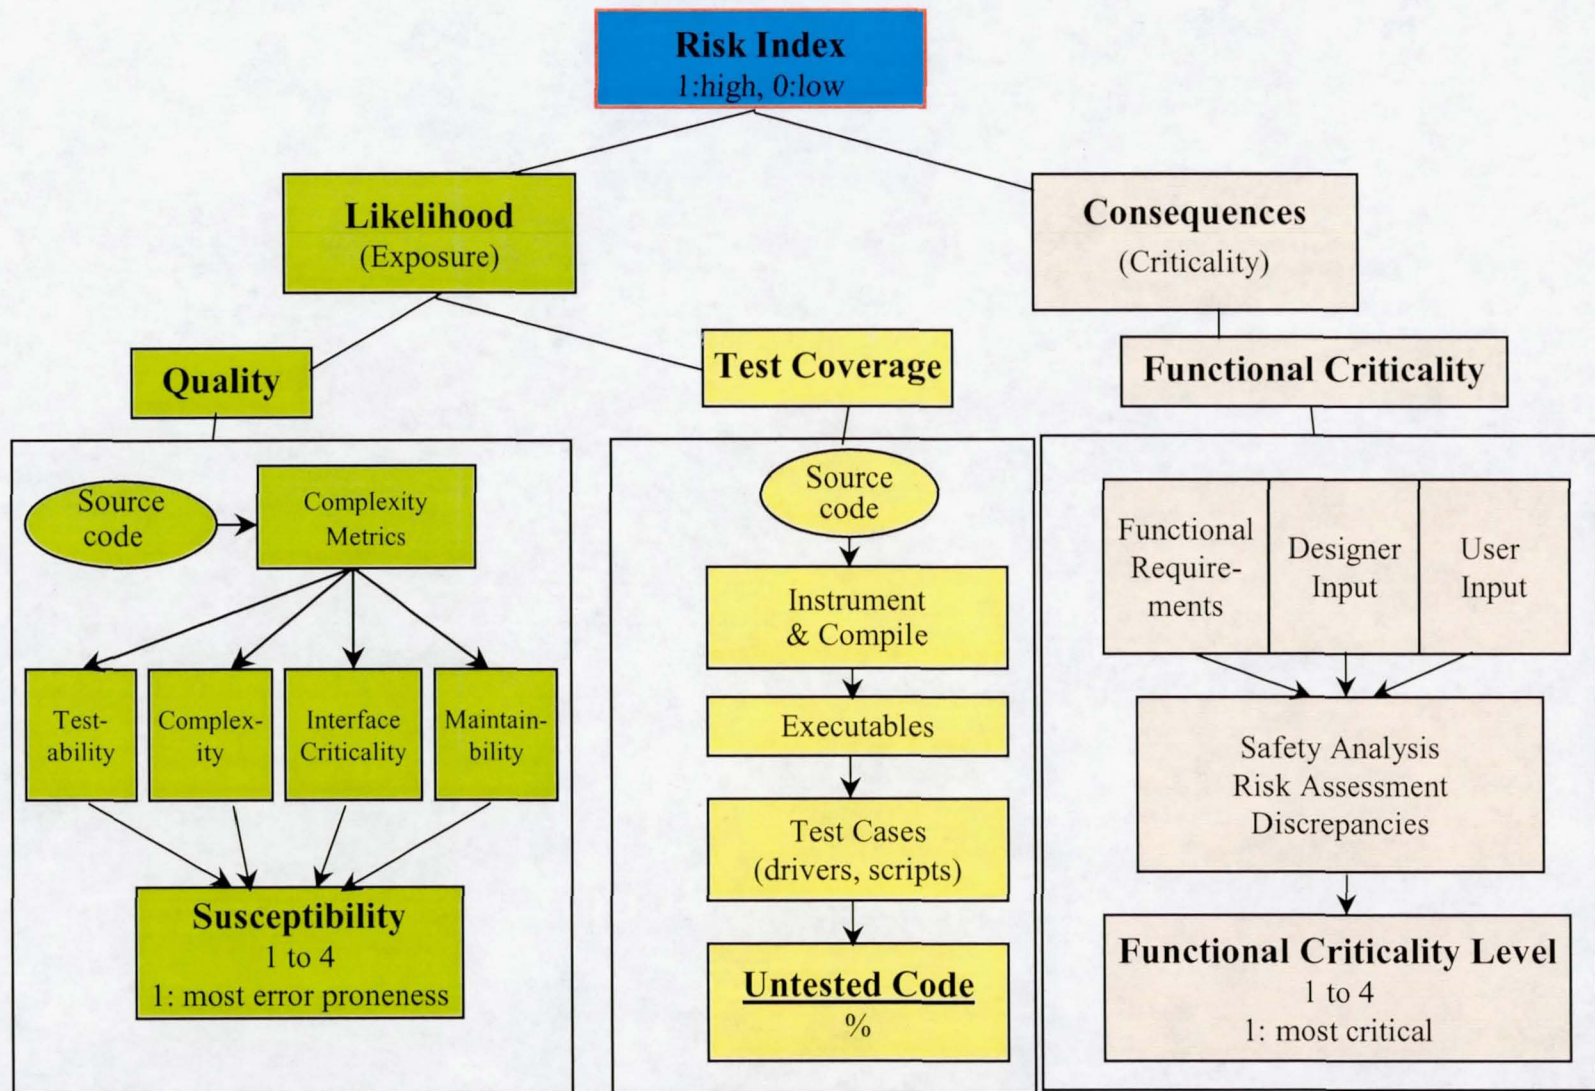 Risk Index
1:high, 0:low
Likelihood
(Exposure)
Consequences
(Criticality)
Quality
Test Coverage
Functional Criticality
Source
code
Complexity
Metrics
Test-
ability
Complex-
ity
Interface
Criticality
Maintain-
bility
Susceptibility
1 to 4
1: most error proneness
Source
code
Instrument
& Compile
Executables
Test Cases
(drivers, scripts)
Untested Code
%
Functional
Require-
ments
Designer
Input
User
Input
Safety Analysis
Risk Assessment
Discrepancies
Functional Criticality Level
1 to 4
1: most critical